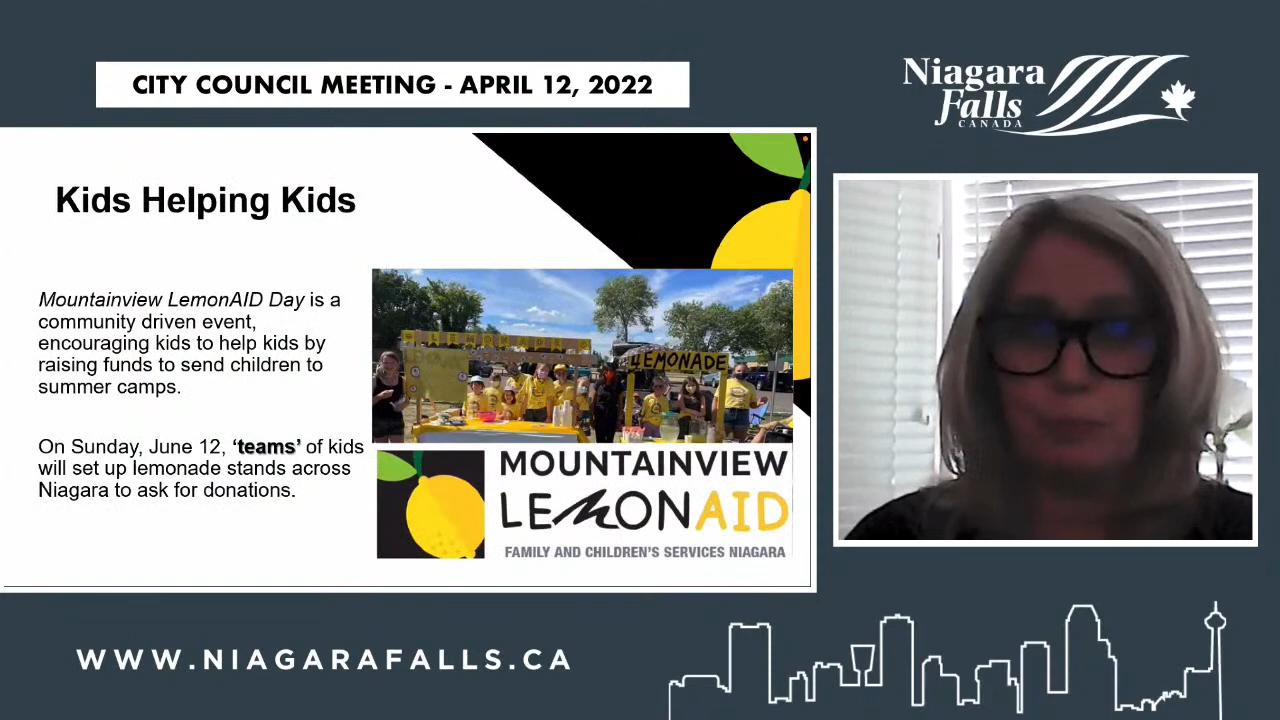 CITY COUNCIL MEETING - APRIL 12, 2022
Niagara
Falls
CANADA
Kids Helping Kids
Mountainview LemonAID Day is a
community driven event,
encouraging kids to help kids by
raising funds to send children to
summer camps.
On Sunday, June 12, ‘teams’ of kids
will set up lemonade stands across
Niagara to ask for donations.
LEMONADE
MOUNTAINVIEW
LEMONAID
FAMILY AND CHILDREN'S SERVICES NIAGARA
WWW.NIAGARAFALLS.CA